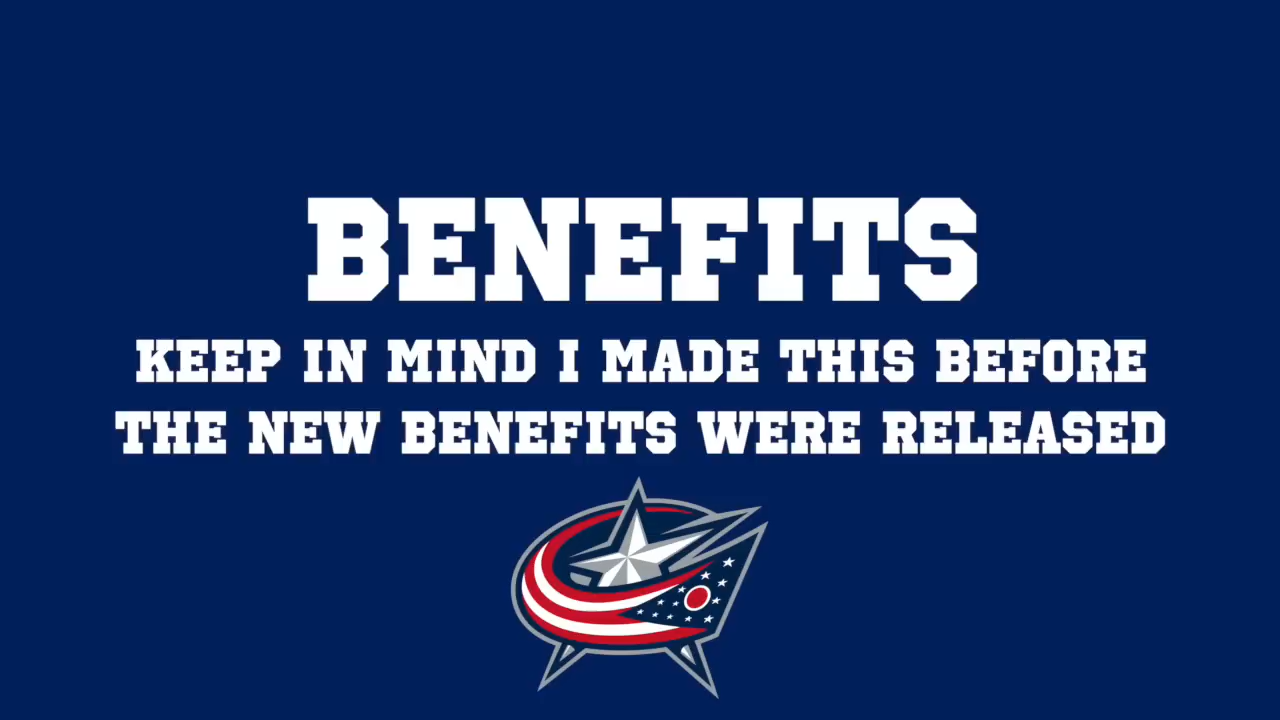 BENEFITS
KEEP IN MIND I MADE THIS BEFORE
THE NEW BENEFITS WERE RELEASED